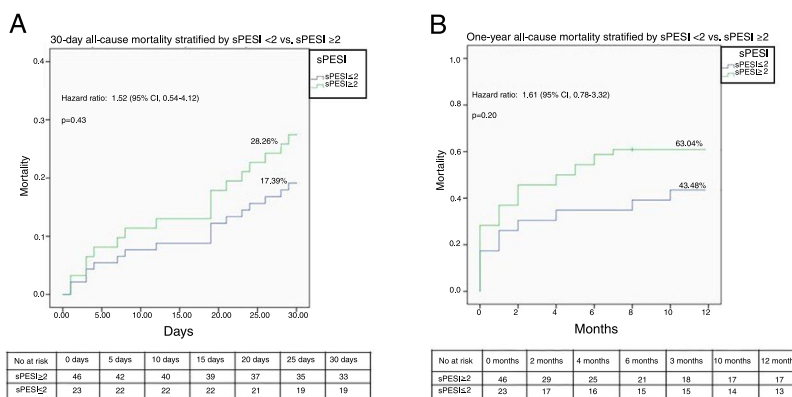 A
30-day all-cause mortality stratified by sPESI <2 vs. sPESI ≥2
sPESI
sPESI≤2
sPESI≥2
Hazard ratio: 1.52 (95% CI, 0.54-4.12)
p=0.43
28.26%
17.39%
Mortality
0.4
0.3
0.2
0.1
0.0
0.00 5.00 10.00 15.00 20.00 25.00 30.00
Days
No at risk 0 days 5 days 10 days 15 days 20 days 25 days 30 days
sPESI≥2 46 42 40 39 37 35 33
sPESI≤2 23 22 22 22 21 19 19
B
One-year all-cause mortality stratified by sPESI <2 vs. sPESI ≥2
sPESI
sPESI≤2
sPESI≥2
Hazard ratio: 1.61 (95% CI, 0.78-3,32)
p=0.20
63.04%
43.48%
Mortality
1.0
0.8
0.6
0.4
0.2
0.0
0 2 4 6 8 10 12
Months
No at risk 0 months 2 months 4 months 6 months 3 months 10 months 12 month
sPESI≥2 46 29 25 21 18 17 17
sPESI≤2 23 17 16 15 15 14 13